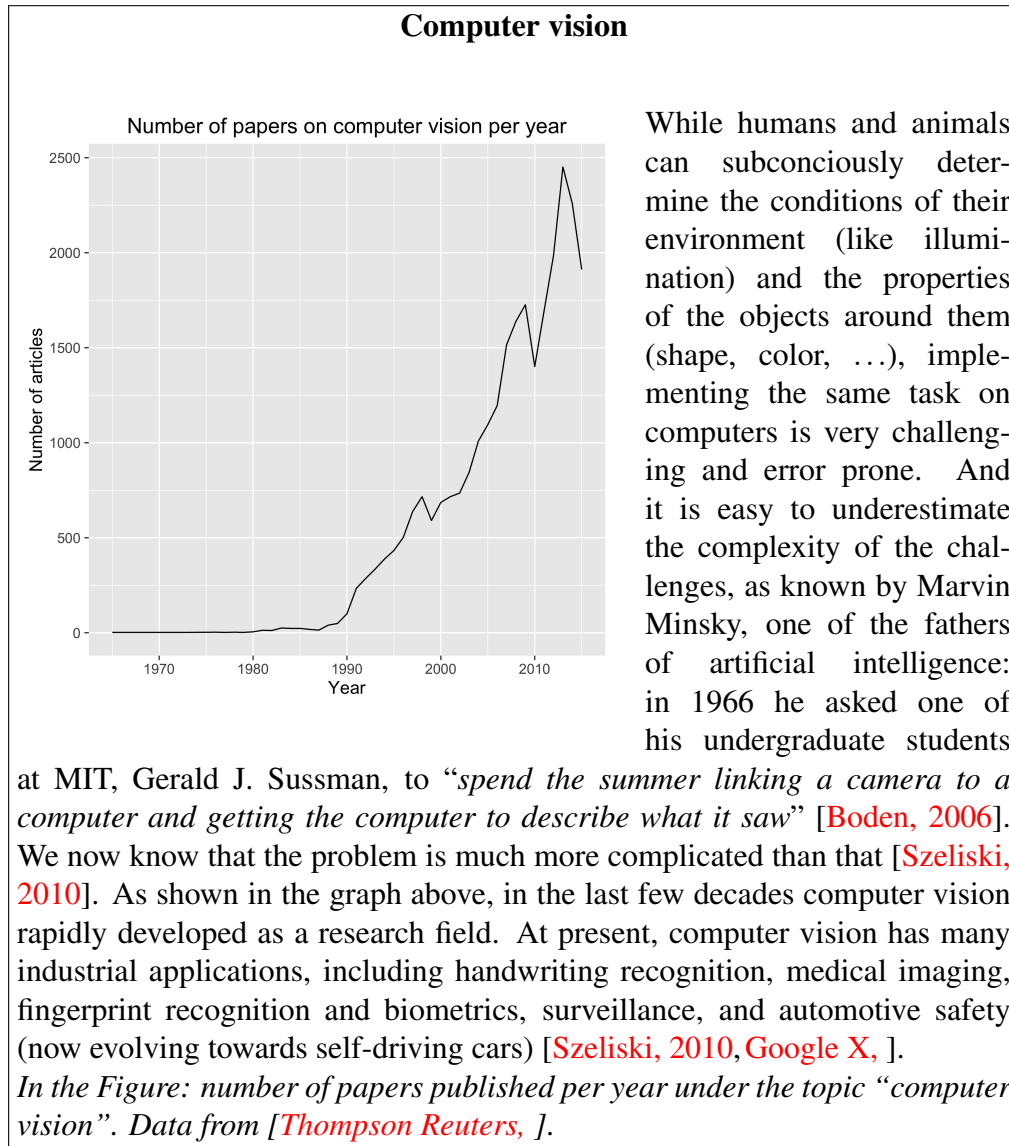 Computer vision
Number of papers on computer vision per year
2500
2000
1500
1000
500
0
Number of articles
1970
1980
1990
2000
2010
Year
While humans and animals
can subconciously deter-
mine the conditions of their
environment (like illumi-
nation) and the properties
of the objects around them
(shape, color, …), imple-
menting the same task on
computers is very challeng-
ing and error prone. And
it is easy to underestimate
the complexity of the chal-
lenges, as known by Marvin
Minsky, one of the fathers
of artificial intelligence:
in 1966 he asked one of
his undergraduate students
at MIT, Gerald J. Sussman, to “spend the summer linking a camera to a
computer and getting the computer to describe what it saw” [Boden, 2006].
We now know that the problem is much more complicated than that [Szeliski,
2010]. As shown in the graph above, in the last few decades computer vision
rapidly developed as a research field. At present, computer vision has many
industrial applications, including handwriting recognition, medical imaging,
fingerprint recognition and biometrics, surveillance, and automotive safety
(now evolving towards self-driving cars) [Szeliski, 2010, Google X, ].
In the Figure: number of papers published per year under the topic “computer
vision”. Data from [Thompson Reuters, ].